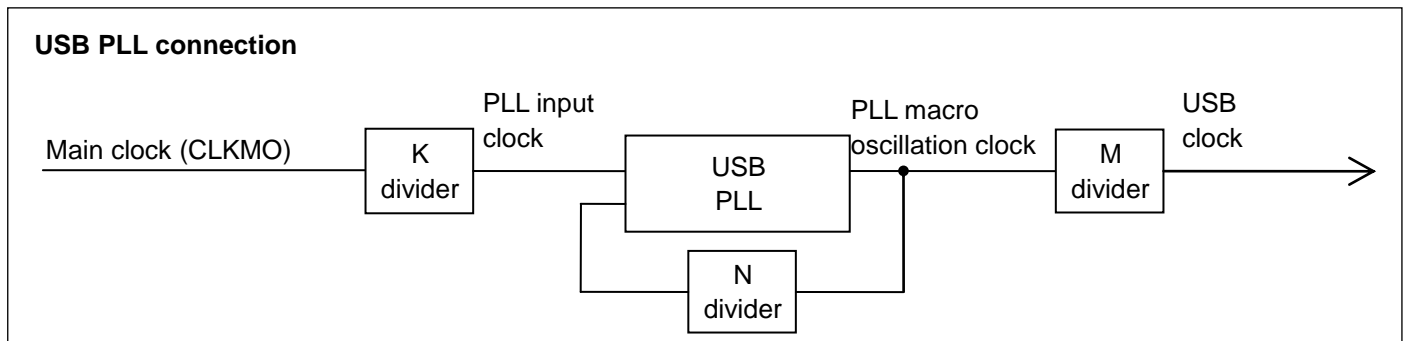 USB PLL connection
Main clock (CLKMO)
K
divider
PLL input
clock
USB
PLL
N
divider
PLL macro
oscillation clock
M
divider
USB
clock